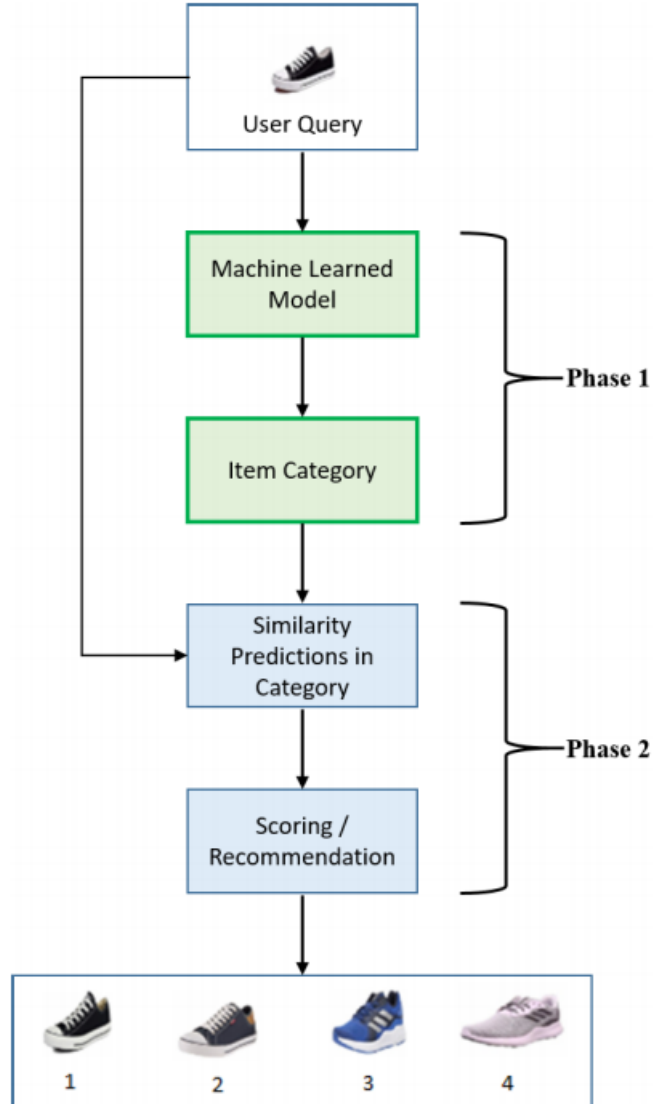 User Query
Machine Learned
Model
Phase 1
Item Category
Similarity
Predictions in
Category
Phase 2
Scoring /
Recommendation
1
2
3
4